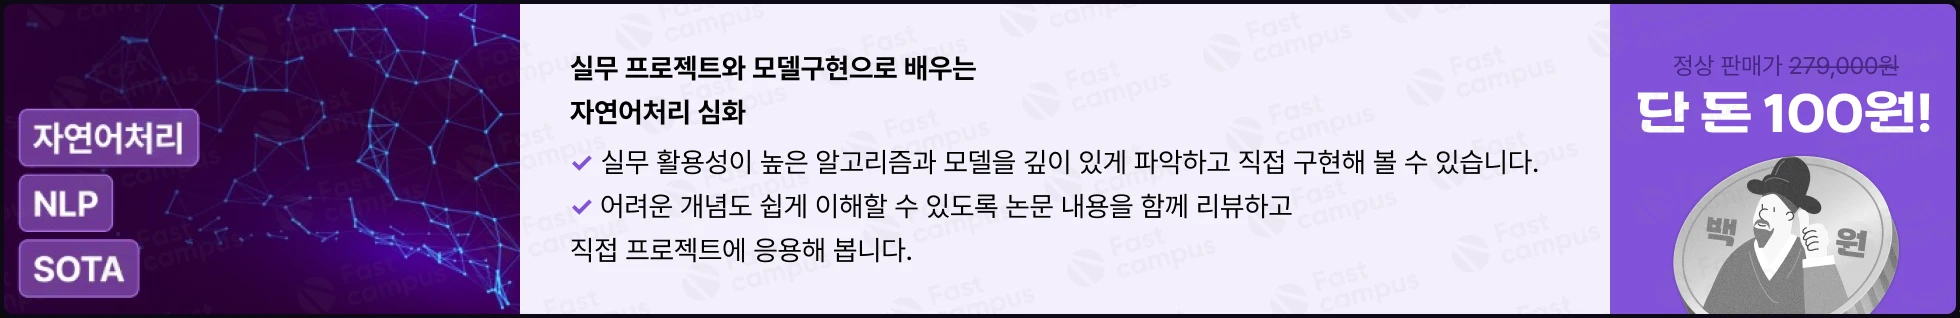 자연어처리
NLP
SOTA
실무 프로젝트와 모델구현으로 배우는
자연어처리 심화
실무 활용성이 높은 알고리즘과 모델을 깊이 있게 파악하고 직접 구현해 볼 수 있습니다.
어려운 개념도 쉽게 이해할 수 있도록 논문 내용을 함께 리뷰하고
직접 프로젝트에 응용해 봅니다.
정상 판매가 279,000원
단 돈 100원!
백 원
Fast campus